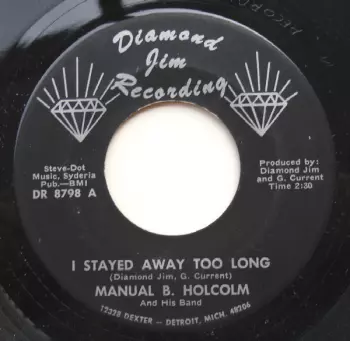 Diamond
Jim
Recording
Steve-Dot
Music, Syderia
Pub.—BMI
DR 8798 A
Produced by:
Diamond Jim
and G. Current
Time 2:30
I STAYED AWAY TOO LONG
(Diamond Jim, G. Current)
MANUAL B. HOLCOLM
And His Band
12328 DEXTER — DETROIT, MICH. 48206